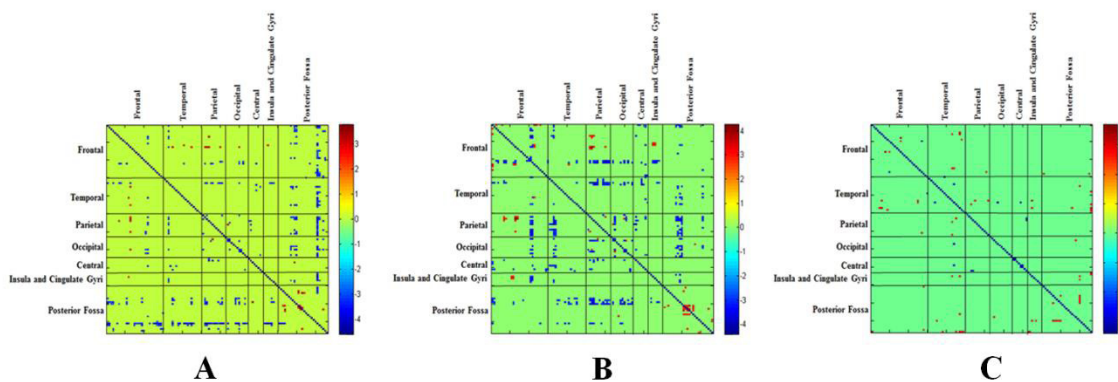 Frontal
Temporal
Parietal
Occipital
Central
Insula and Cingulate Gyri
Posterior Fossa
Frontal
Temporal
Parietal
Occipital
Central
Insula and Cingulate Gyri
Posterior Fossa
3
2
1
0
-1
-2
-3
-4
A
Frontal
Temporal
Parietal
Occipital
Central
Insula and Cingulate Gyri
Posterior Fossa
Frontal
Temporal
Parietal
Occipital
Central
Insula and Cingulate Gyri
Posterior Fossa
4
3
2
1
0
-1
-2
-3
-4
B
Frontal
Temporal
Parietal
Occipital
Central
Insula and Cingulate Gyri
Posterior Fossa
Frontal
Temporal
Parietal
Occipital
Central
Insula and Cingulate Gyri
Posterior Fossa
C